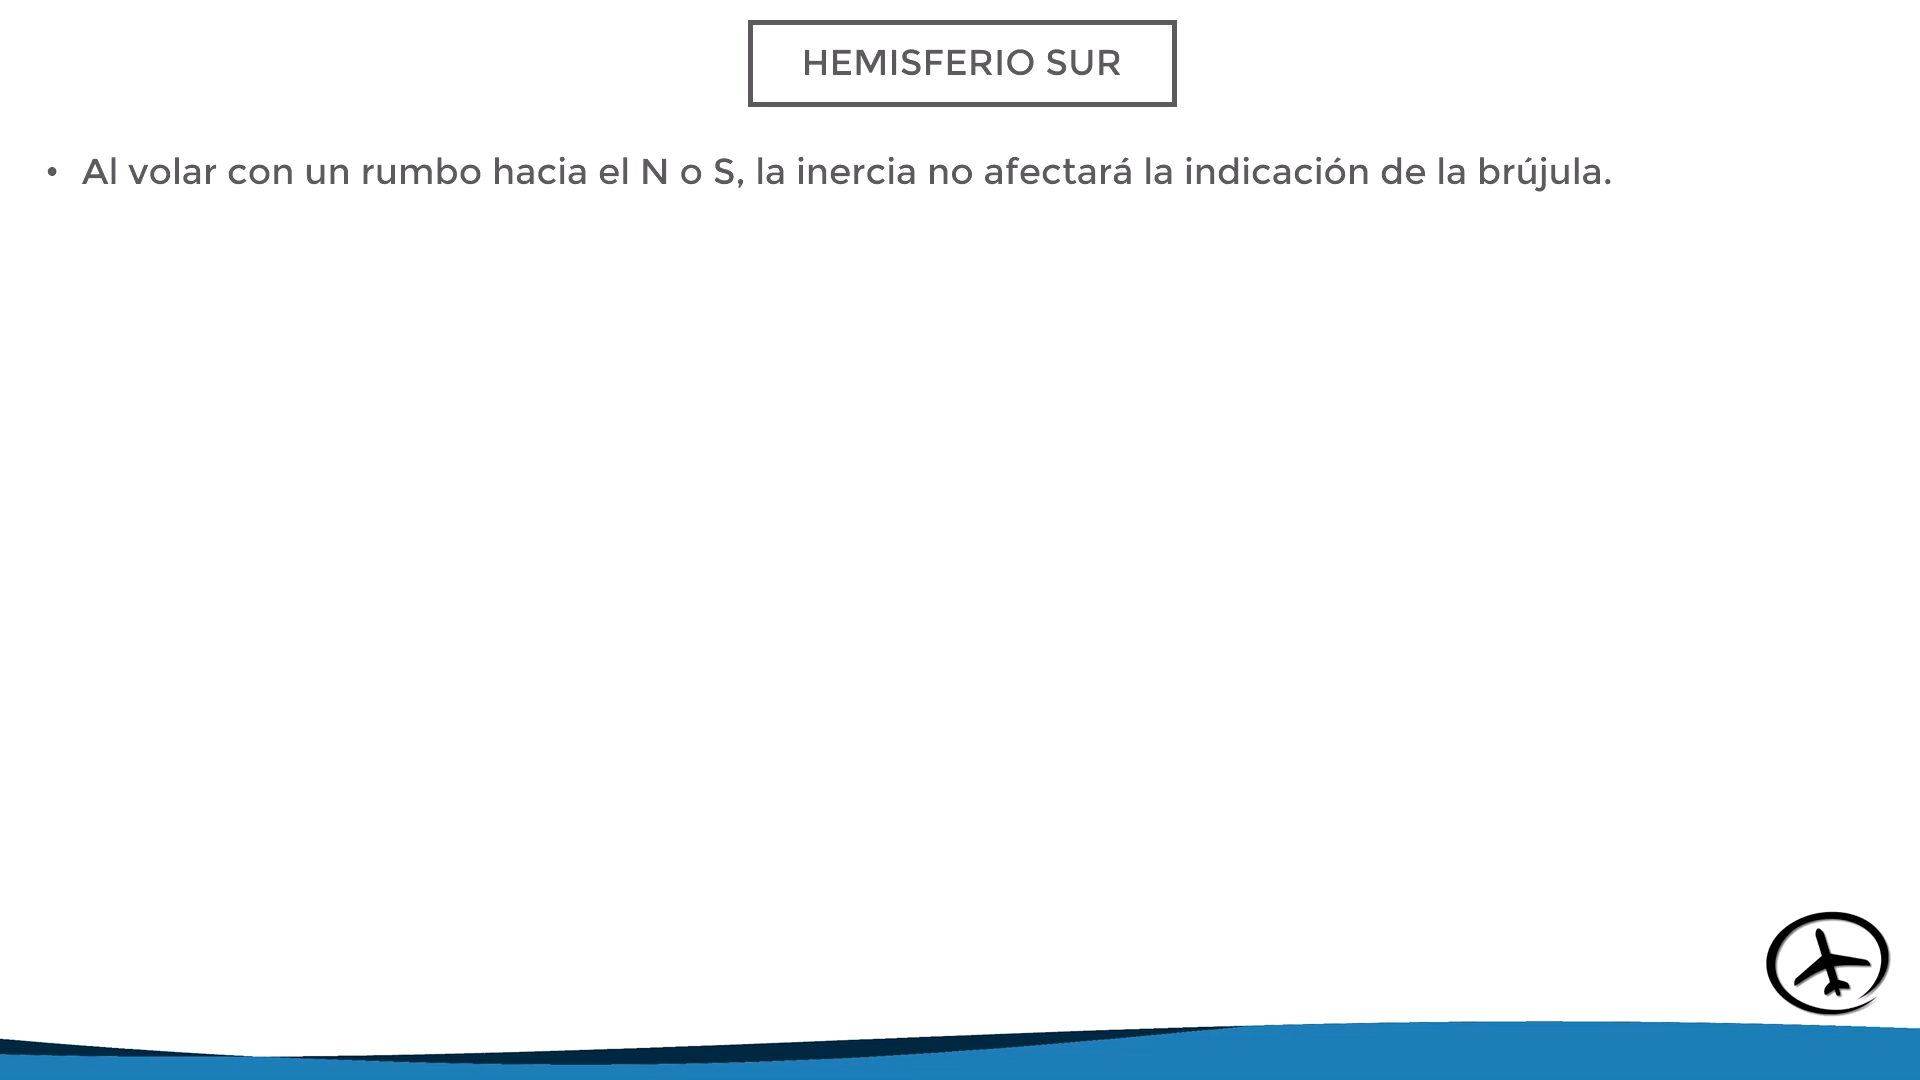 HEMISFERIO SUR
• Al volar con un rumbo hacia el N o S, la inercia no afectará la indicación de la brújula.